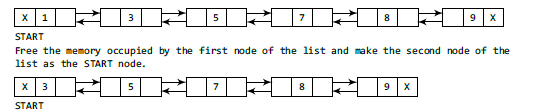 X 1 3 5 7 8 9 X
START
Free the memory occupied by the first node of the list and make the second node of the
list as the START node.
X 3 5 7 8 9 X
START